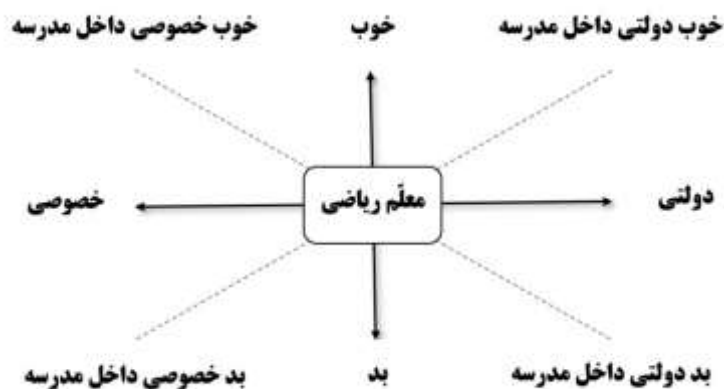 خوب دولتی داخل مدرسه
خوب
خوب خصوصی داخل مدرسه
دولتی
معلّم ریاضی
خصوصی
بد دولتی داخل مدرسه
بد
بد خصوصی داخل مدرسه